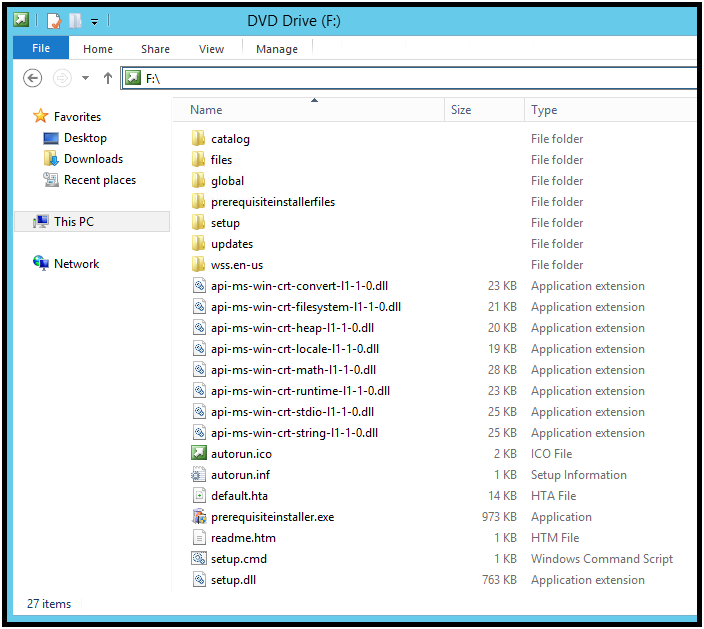 DVD Drive (F:)
File Home Share View Manage
F:\
Name Size Type
Favorites
Desktop
Downloads
Recent places
This PC
Network
catalog File folder
files File folder
global File folder
prerequisiteinstallerfiles File folder
setup File folder
updates File folder
wss.en-us File folder
api-ms-win-crt-convert-l1-1-0.dll 23 KB Application extension
api-ms-win-crt-filesystem-l1-1-0.dll 21 KB Application extension
api-ms-win-crt-heap-l1-1-0.dll 20 KB Application extension
api-ms-win-crt-locale-l1-1-0.dll 19 KB Application extension
api-ms-win-crt-math-l1-1-0.dll 28 KB Application extension
api-ms-win-crt-runtime-l1-1-0.dll 23 KB Application extension
api-ms-win-crt-stdio-l1-1-0.dll 25 KB Application extension
api-ms-win-crt-string-l1-1-0.dll 25 KB Application extension
autorun.ico 2 KB ICO File
autorun.inf 1 KB Setup Information
default.hta 14 KB HTA File
prerequisiteinstaller.exe 973 KB Application
readme.htm 1 KB HTM File
setup.cmd 1 KB Windows Command Script
setup.dll 763 KB Application extension
27 items